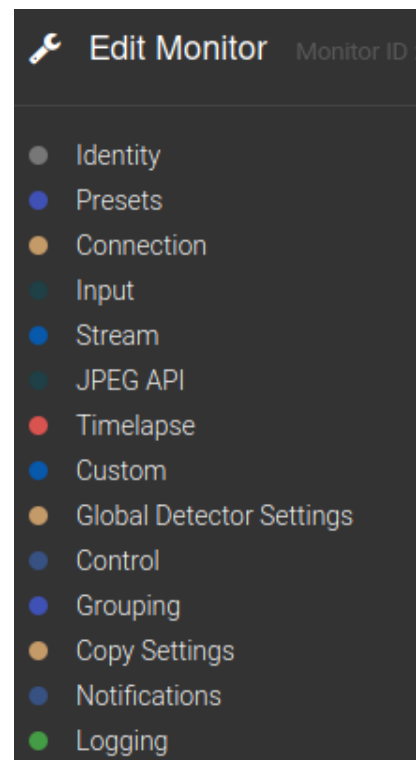 Edit Monitor Monitor ID
Identity
Presets
Connection
Input
Stream
JPEG API
Timelapse
Custom
Global Detector Settings
Control
Grouping
Copy Settings
Notifications
Logging